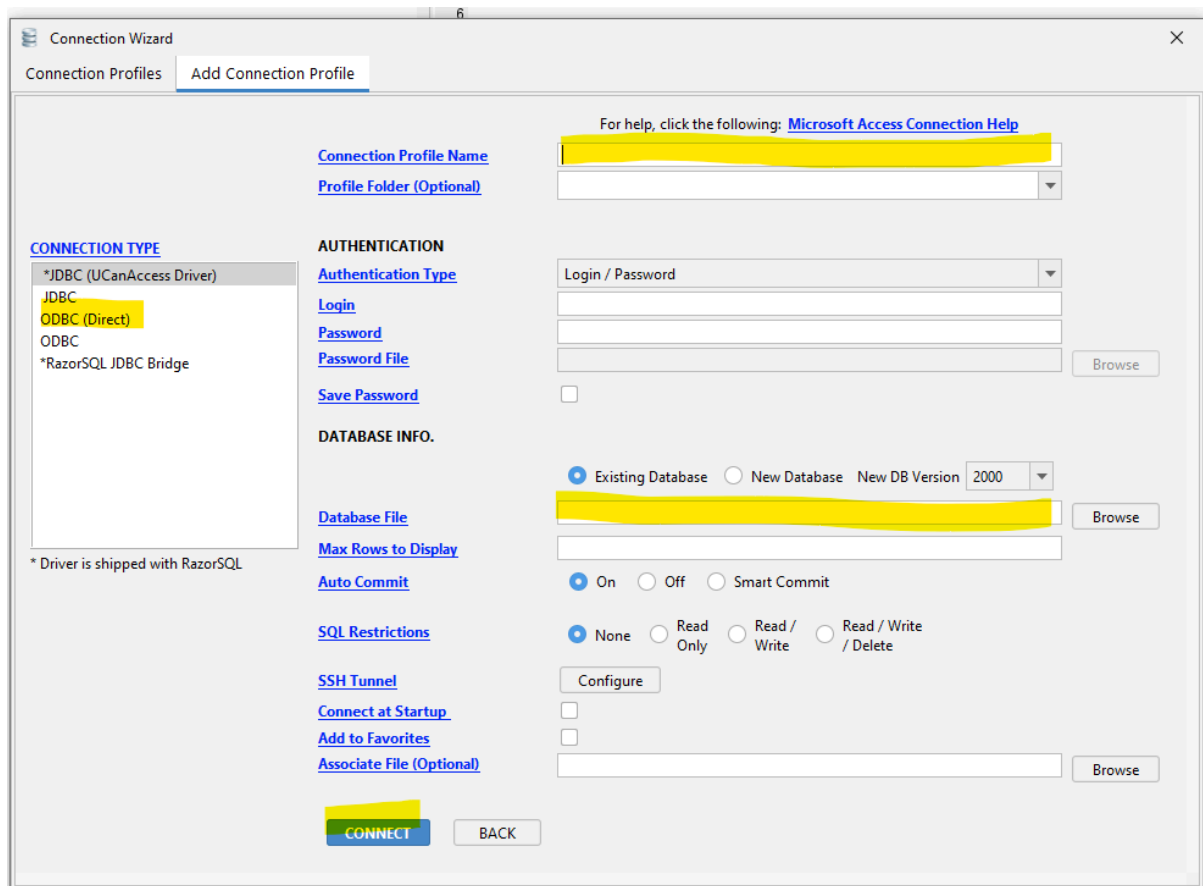 6
Connection Wizard
Connection Profiles
Add Connection Profile
For help, click the following: Microsoft Access Connection Help
Connection Profile Name
Profile Folder (Optional)
CONNECTION TYPE
*JDBC (UCanAccess Driver)
JDBC
ODBC (Direct)
ODBC
*RazorSQL JDBC Bridge
* Driver is shipped with RazorSQL
AUTHENTICATION
Authentication Type Login / Password
Login
Password
Password File Browse
Save Password
DATABASE INFO.
Existing Database New Database New DB Version 2000
Database File Browse
Max Rows to Display
Auto Commit On Off Smart Commit
SQL Restrictions None Read Only Read / Write Read / Write / Delete
SSH Tunnel Configure
Connect at Startup
Add to Favorites
Associate File (Optional) Browse
CONNECT BACK